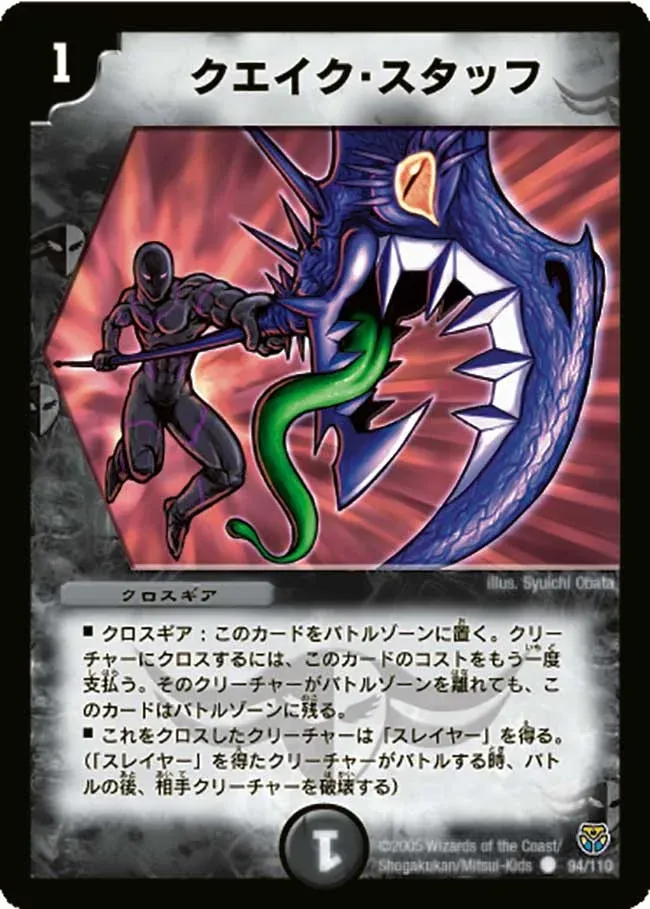 1
クエイク・スタッフ
illus. Syuichi Obata
クロスギア
■ クロスギア：このカードをバトルゾーンに置く。クリー
チャーにクロスするには、このカードのコストをもう一度
支払う。そのクリーチャーがバトルゾーンを離れても、こ
のカードはバトルゾーンに残る。
■ これをクロスしたクリーチャーは「スレイヤー」を得る。
（「スレイヤー」を得たクリーチャーがバトルする時、バト
ルの後、相手クリーチャーを破壊する）
1
©2005 Wizards of the Coast/
Shogakukan/Mitsui-Kids
94/110